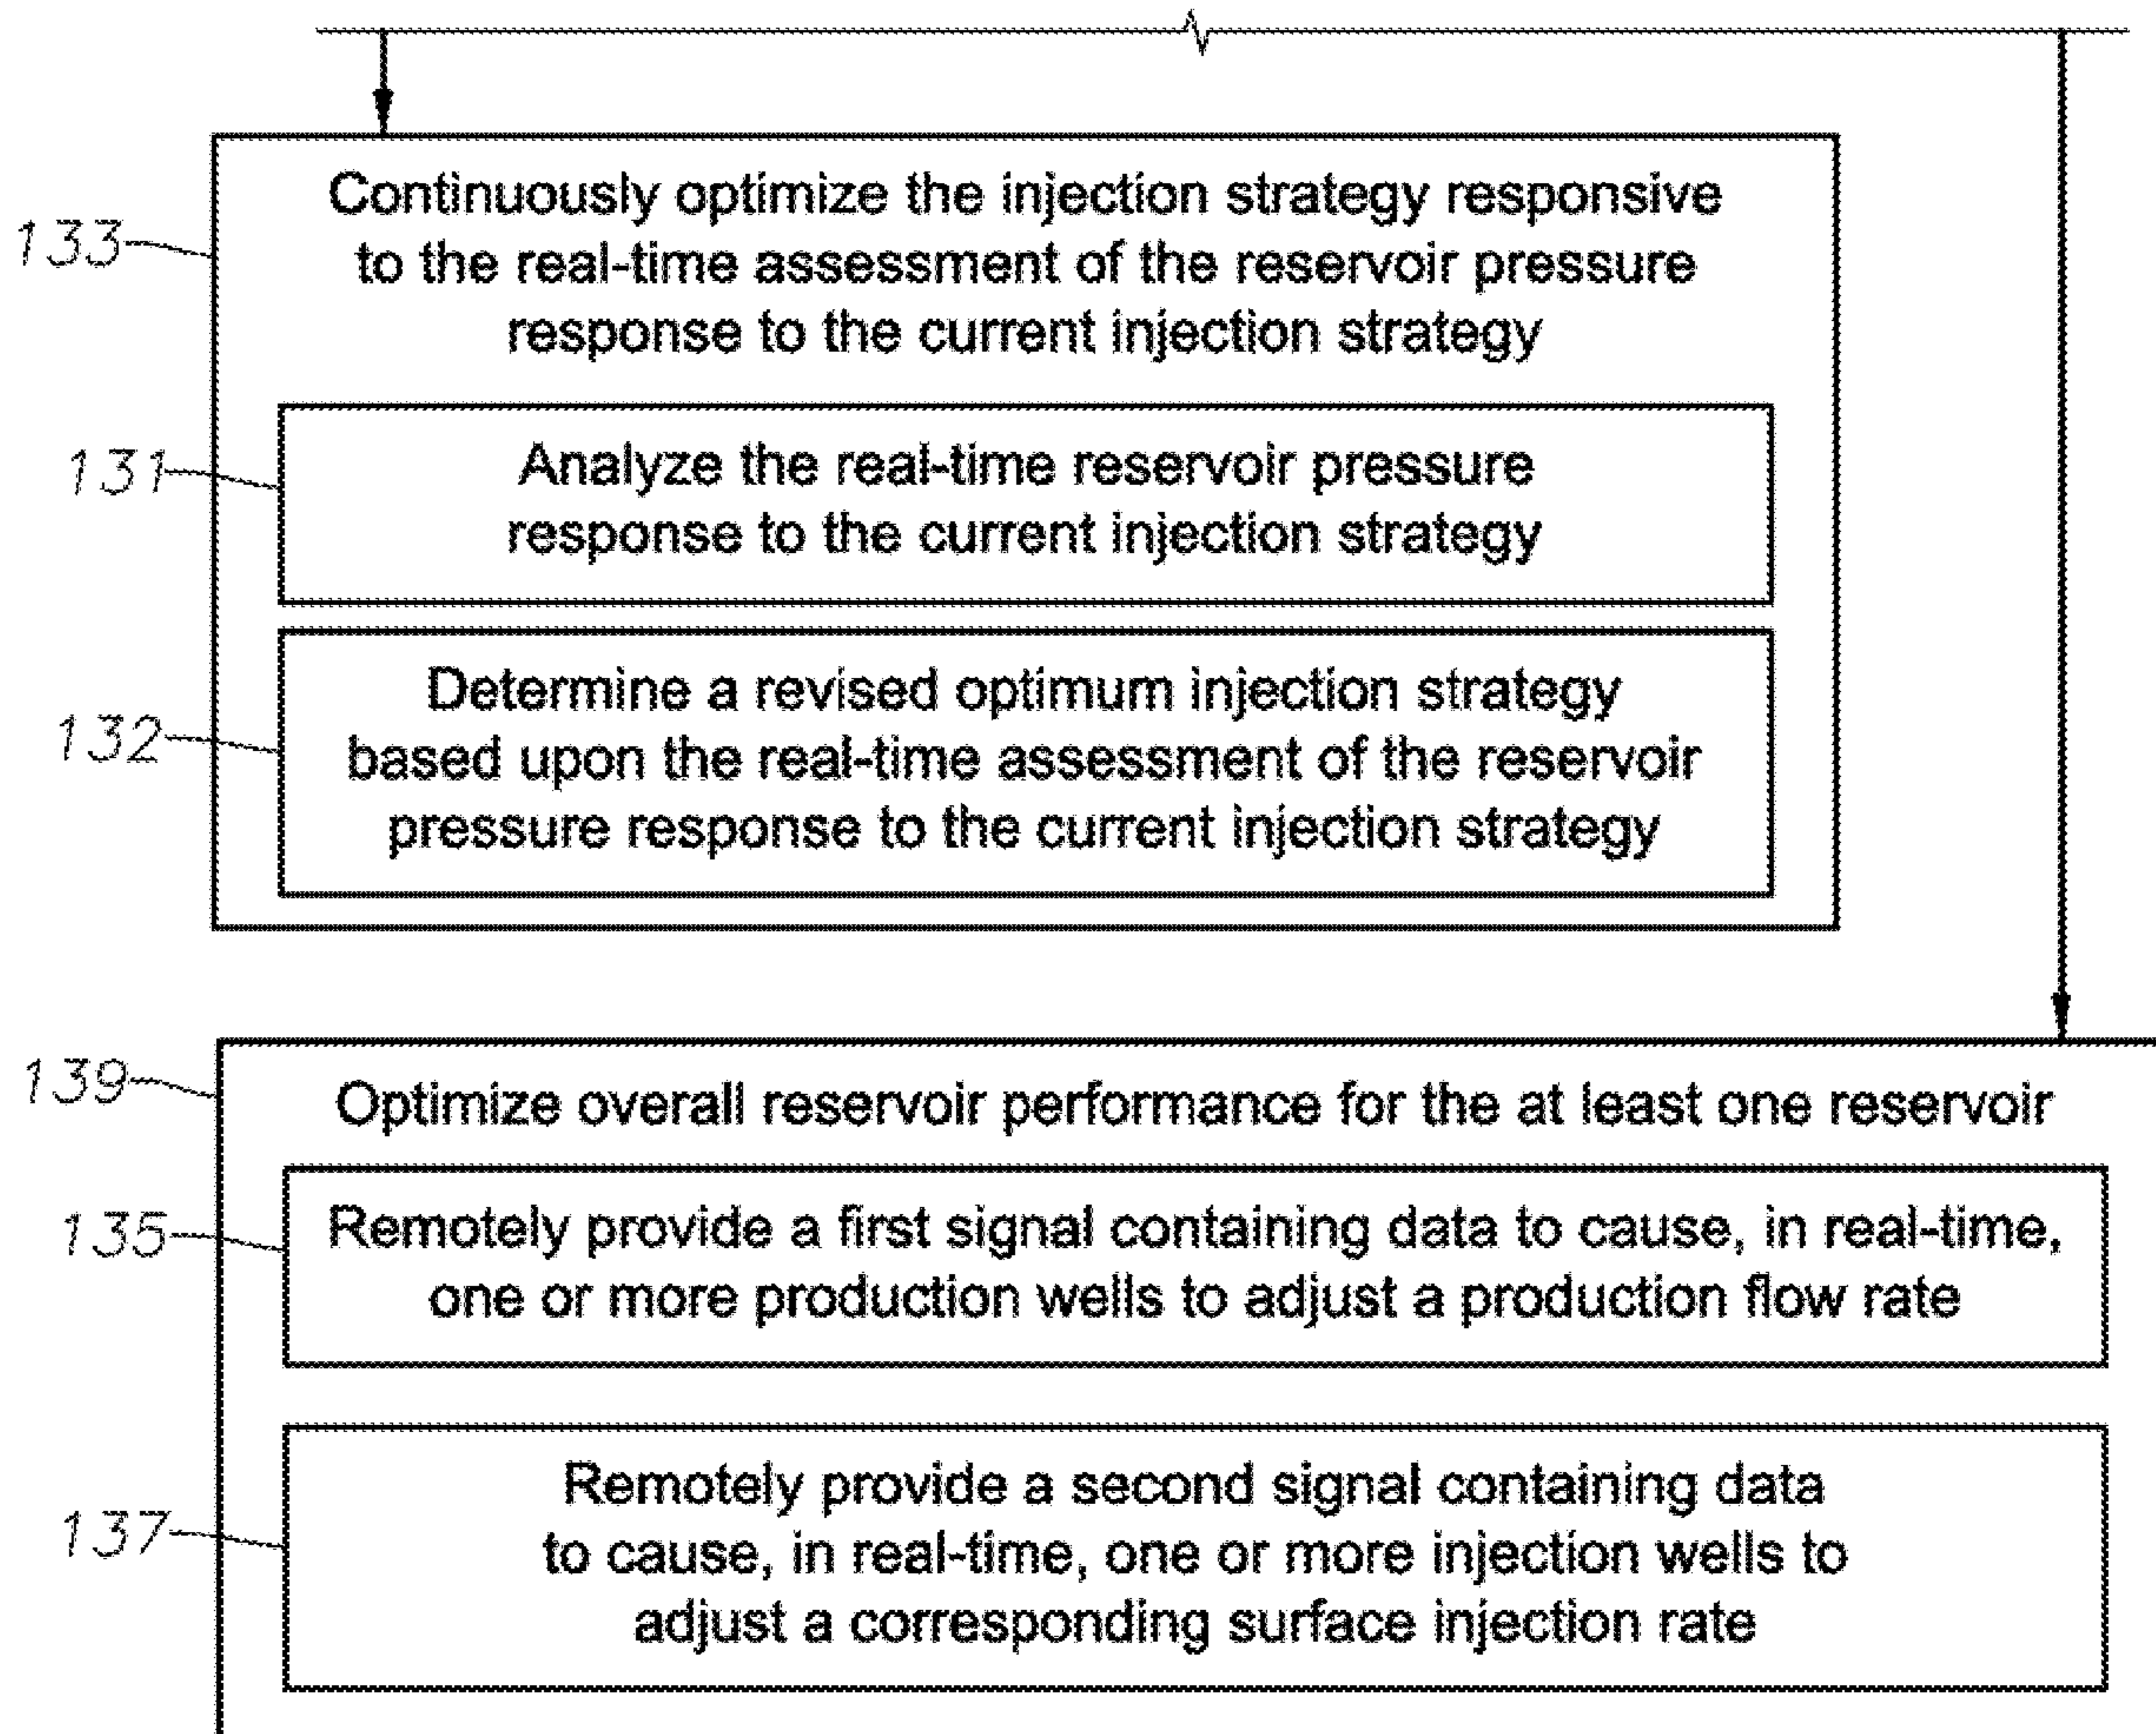 133
Continuously optimize the injection strategy responsive
to the real-time assessment of the reservoir pressure
response to the current injection strategy
131
Analyze the real-time reservoir pressure
response to the current injection strategy
132
Determine a revised optimum injection strategy
based upon the real-time assessment of the reservoir
pressure response to the current injection strategy
139
Optimize overall reservoir performance for the at least one reservoir
135
Remotely provide a first signal containing data to cause, in real-time,
one or more production wells to adjust a production flow rate
137
Remotely provide a second signal containing data
to cause, in real-time, one or more injection wells to
adjust a corresponding surface injection rate